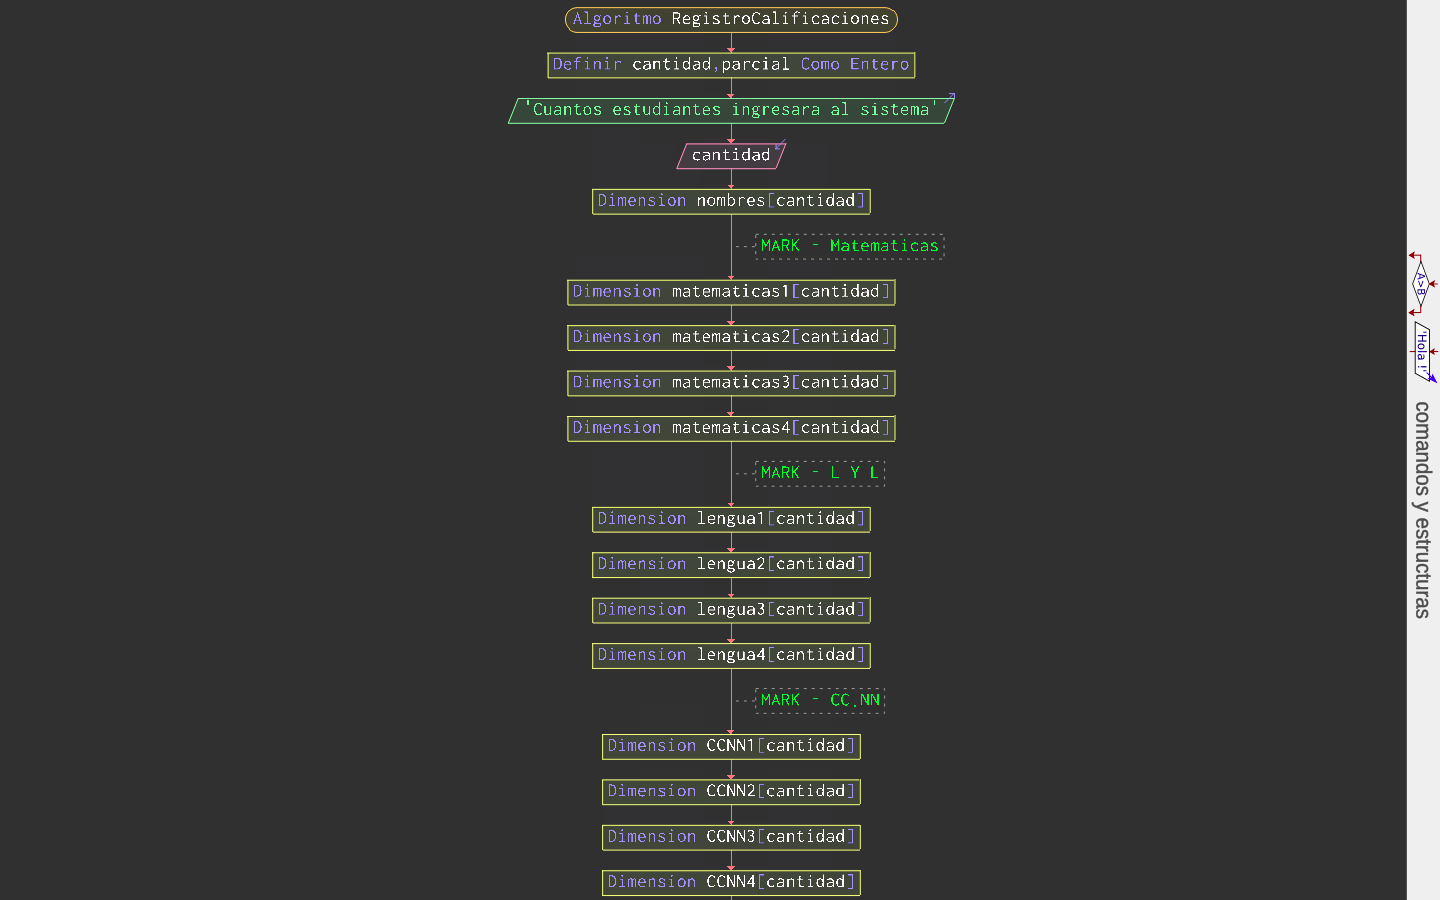 Algoritmo RegistroCalificaciones
Definir cantidad,parcial Como Entero
'Cuantos estudiantes ingresara al sistema'
cantidad
Dimension nombres[cantidad]
MARK - Matematicas
Dimension matematicas1[cantidad]
Dimension matematicas2[cantidad]
Dimension matematicas3[cantidad]
Dimension matematicas4[cantidad]
MARK - L Y L
Dimension lengua1[cantidad]
Dimension lengua2[cantidad]
Dimension lengua3[cantidad]
Dimension lengua4[cantidad]
MARK - CC.NN
Dimension CCNN1[cantidad]
Dimension CCNN2[cantidad]
Dimension CCNN3[cantidad]
Dimension CCNN4[cantidad]
A>B
'Hola !'
comandos y estructuras